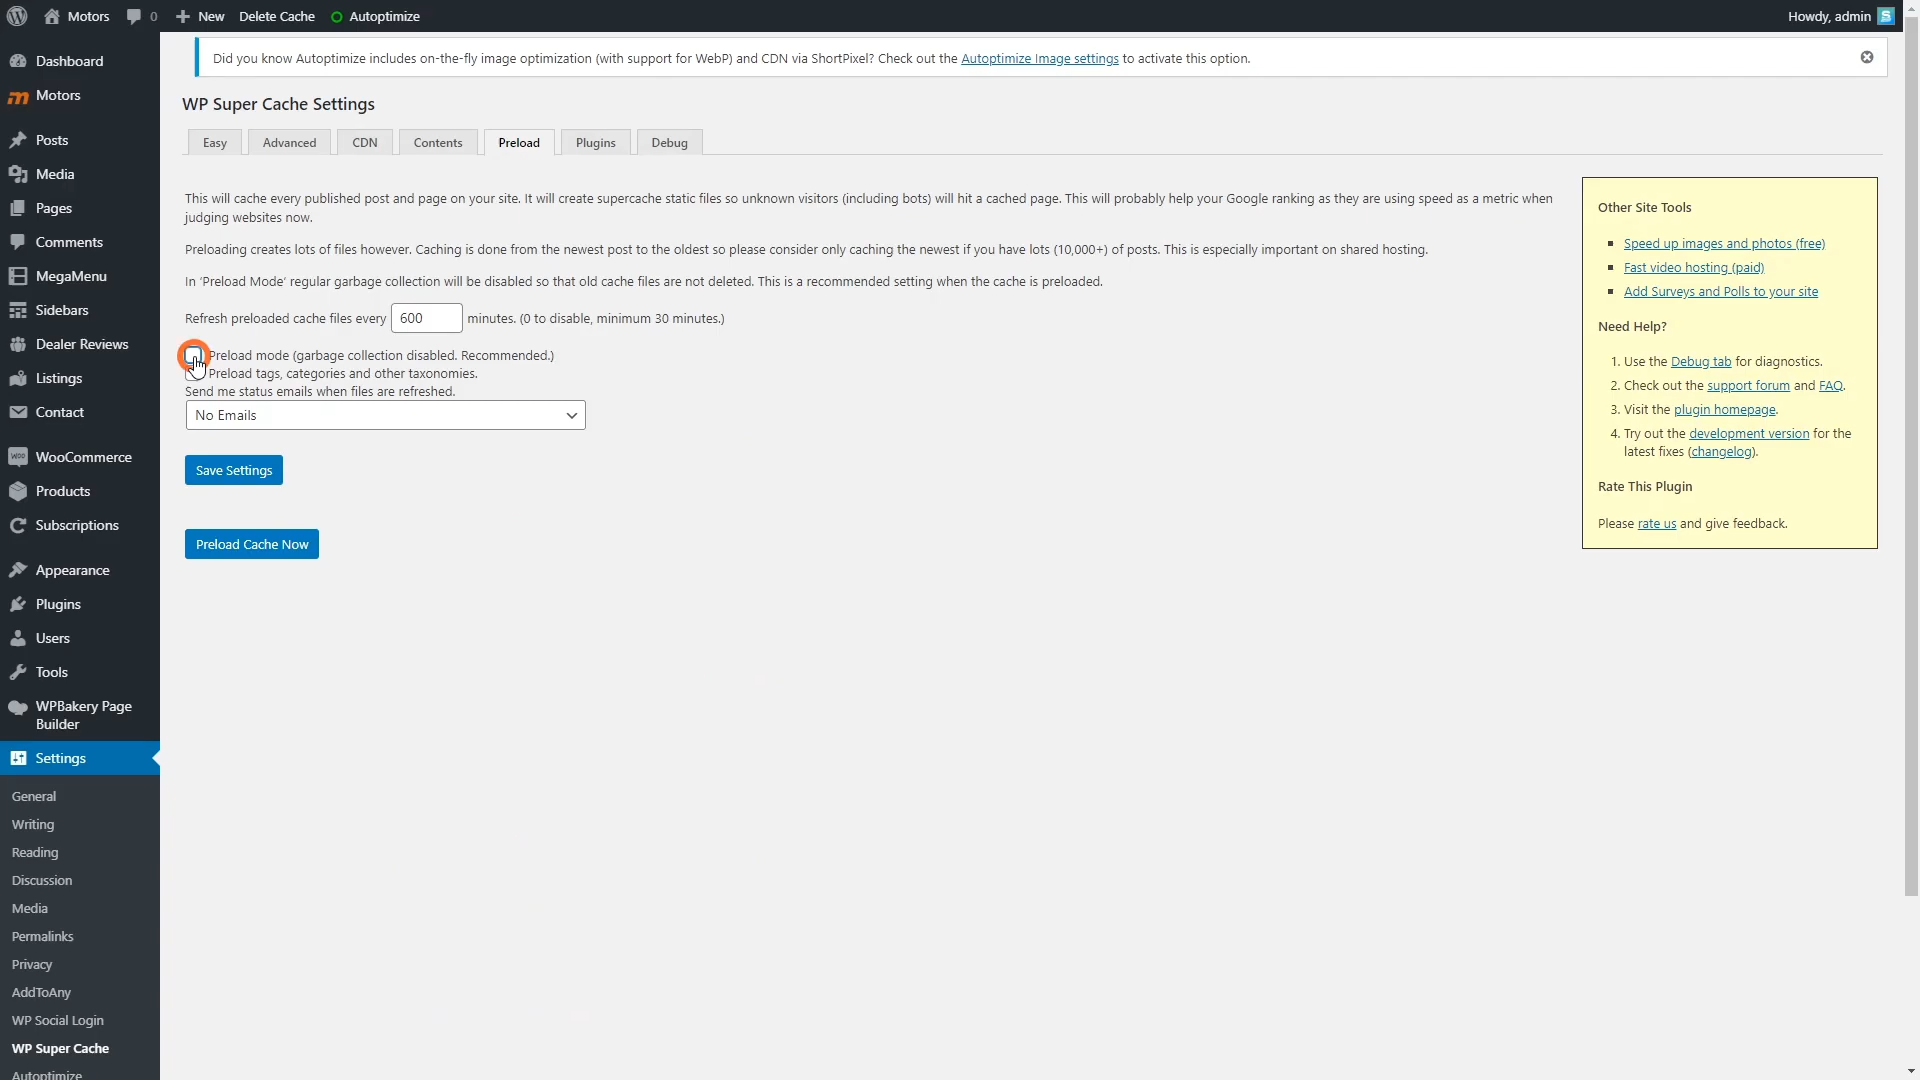 Motors
0
New
Delete Cache
Autoptimize
Howdy, admin
Dashboard
Motors
Posts
Media
Pages
Comments
MegaMenu
Sidebars
Dealer Reviews
Listings
Contact
WooCommerce
Products
Subscriptions
Appearance
Plugins
Users
Tools
WPBakery Page
Builder
Settings
General
Writing
Reading
Discussion
Media
Permalinks
Privacy
AddToAny
WP Social Login
WP Super Cache
Autoptimize
Did you know Autoptimize includes on-the-fly image optimization (with support for WebP) and CDN via ShortPixel? Check out the Autoptimize Image settings to activate this option.
WP Super Cache Settings
Easy
Advanced
CDN
Contents
Preload
Plugins
Debug
This will cache every published post and page on your site. It will create supercache static files so unknown visitors (including bots) will hit a cached page. This will probably help your Google ranking as they are using speed as a metric when
judging websites now.
Preloading creates lots of files however. Caching is done from the newest post to the oldest so please consider only caching the newest if you have lots (10,000+) of posts. This is especially important on shared hosting.
In ‘Preload Mode’ regular garbage collection will be disabled so that old cache files are not deleted. This is a recommended setting when the cache is preloaded.
Refresh preloaded cache files every 600 minutes. (0 to disable, minimum 30 minutes.)
Preload mode (garbage collection disabled. Recommended.)
Preload tags, categories and other taxonomies.
Send me status emails when files are refreshed.
No Emails
Save Settings
Preload Cache Now
Other Site Tools
Speed up images and photos (free)
Fast video hosting (paid)
Add Surveys and Polls to your site
Need Help?
1. Use the Debug tab for diagnostics.
2. Check out the support forum and FAQ.
3. Visit the plugin homepage.
4. Try out the development version for the
latest fixes (changelog).
Rate This Plugin
Please rate us and give feedback.